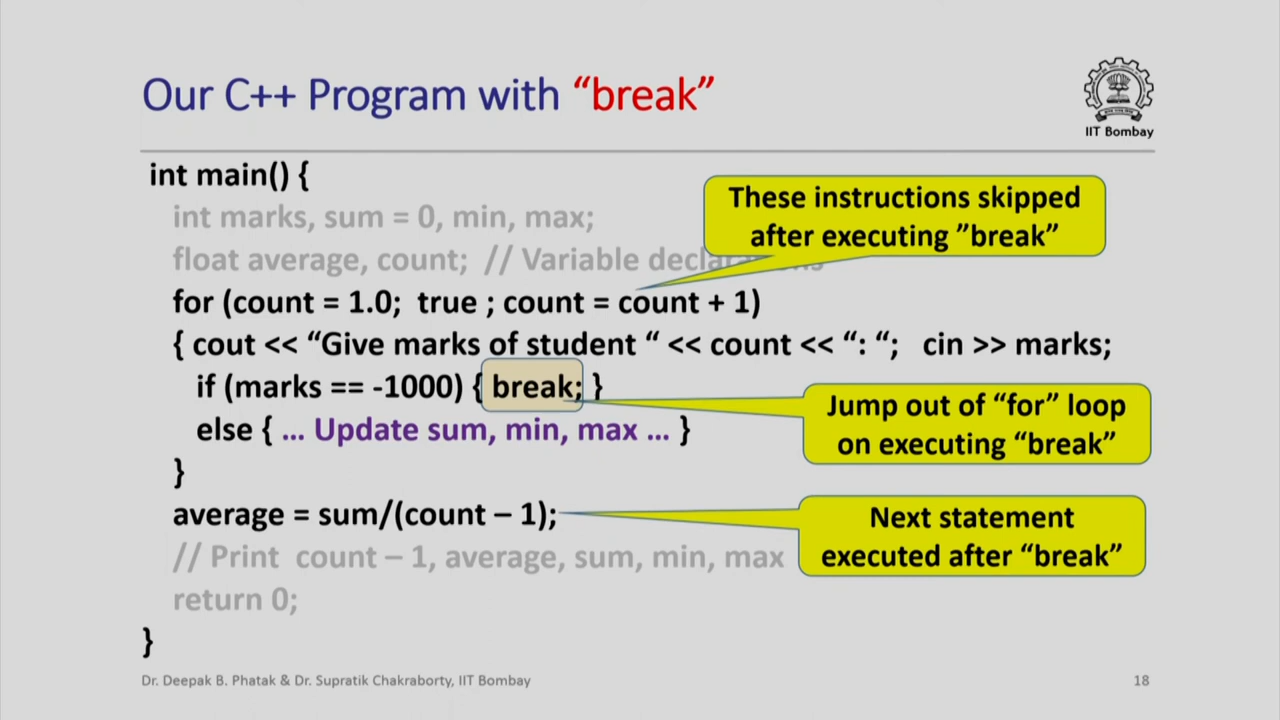 Our C++ Program with “break”
IIT Bombay
int main() {
int marks, sum = 0, min, max;
float average, count; // Variable declarations
These instructions skipped
after executing ”break”
for (count = 1.0; true ; count = count + 1)
{ cout << “Give marks of student “ << count << “: “; cin >> marks;
if (marks == -1000) { break; }
else { ... Update sum, min, max ... }
}
Jump out of “for” loop
on executing “break”
average = sum/(count – 1);
Next statement
executed after “break”
// Print count – 1, average, sum, min, max
return 0;
}
Dr. Deepak B. Phatak & Dr. Supratik Chakraborty, IIT Bombay
18